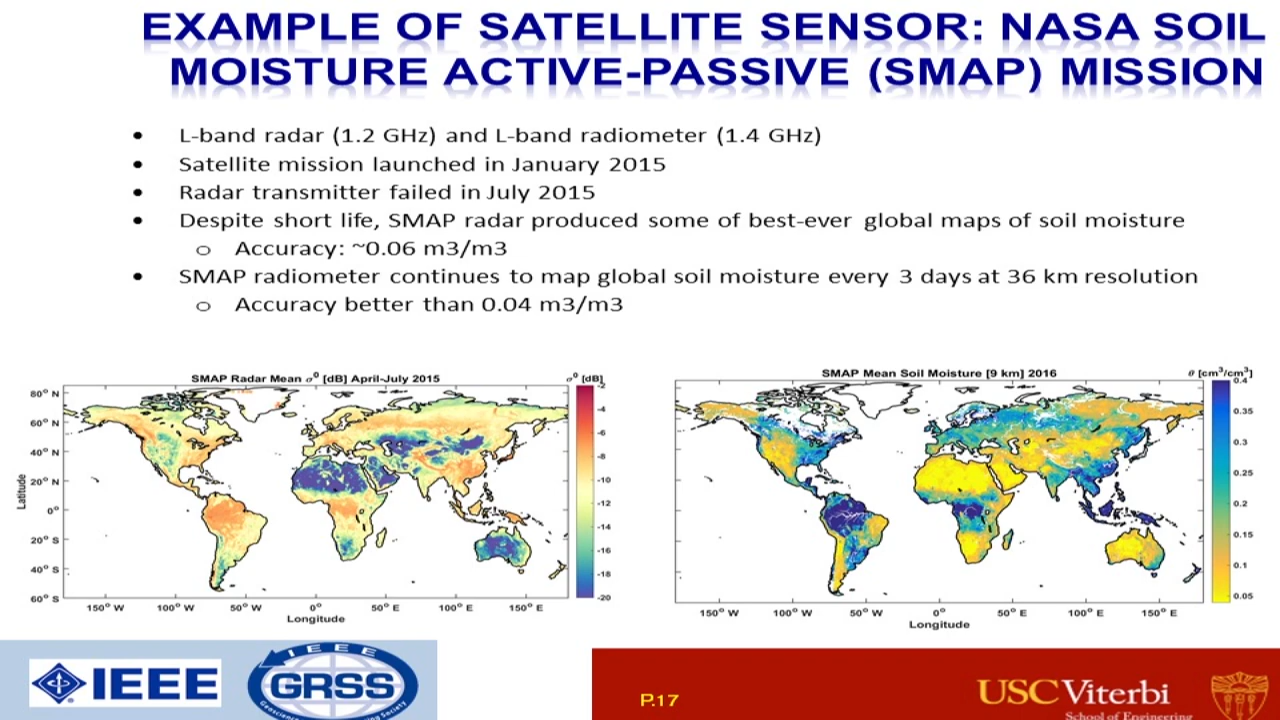 EXAMPLE OF SATELLITE SENSOR: NASA SOIL
MOISTURE ACTIVE-PASSIVE (SMAP) MISSION
• L-band radar (1.2 GHz) and L-band radiometer (1.4 GHz)
• Satellite mission launched in January 2015
• Radar transmitter failed in July 2015
• Despite short life, SMAP radar produced some of best-ever global maps of soil moisture
o Accuracy: ~0.06 m3/m3
• SMAP radiometer continues to map global soil moisture every 3 days at 36 km resolution
o Accuracy better than 0.04 m3/m3
SMAP Radar Mean σ⁰ [dB] April-July 2015
σ⁰ [dB]
80° N
60° N
40° N
20° N
0°
20° S
40° S
60° S
Latitude
150° W 100° W 50° W 0° 50° E 100° E 150° E
Longitude
-2
-4
-6
-8
-10
-12
-14
-16
-18
-20
SMAP Mean Soil Moisture [9 km] 2016
θ [cm³/cm³]
0.4
0.35
0.3
0.25
0.2
0.15
0.1
0.05
150° W 100° W 50° W 0° 50° E 100° E 150° E
Longitude
IEEE
IEEE
GRSS
P.17
USC Viterbi
School of Engineering